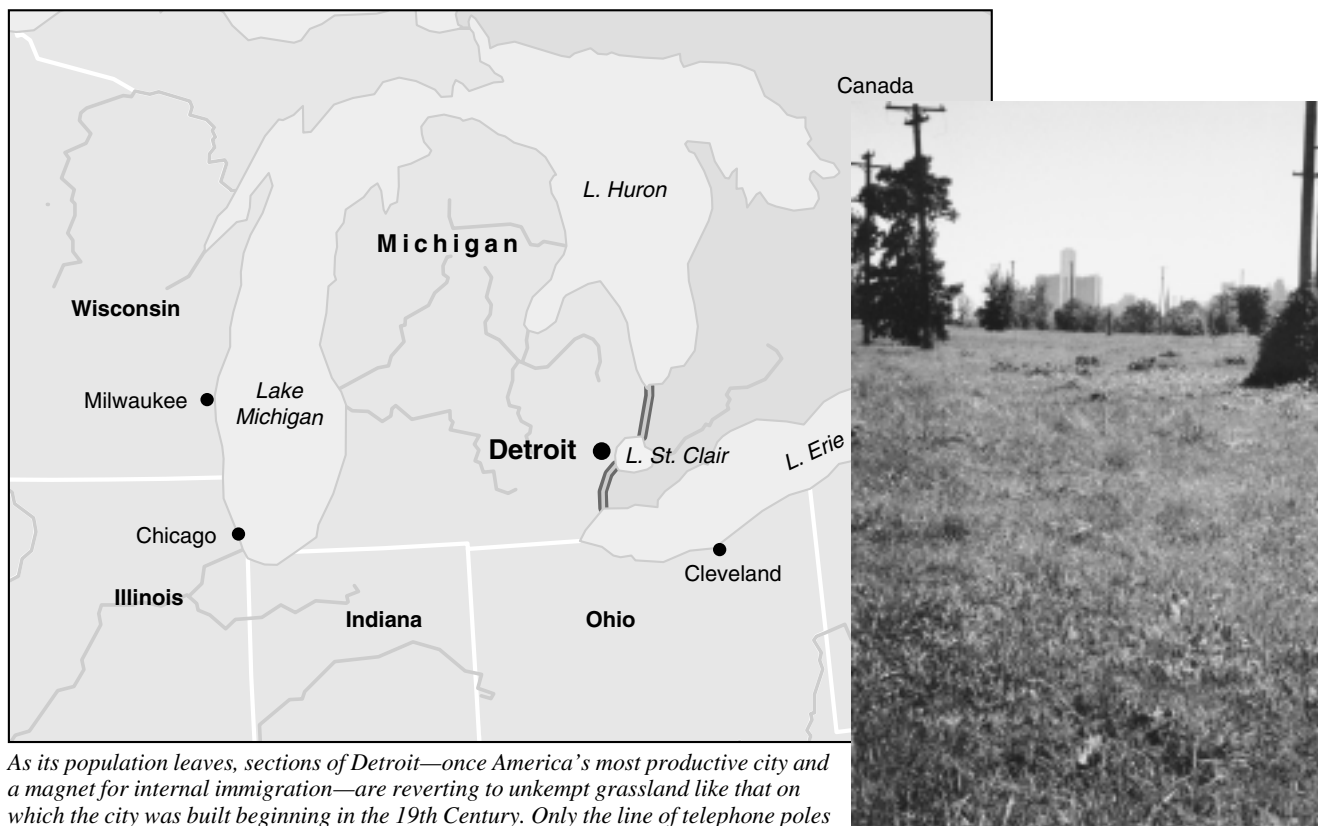 Canada
L. Huron
Michigan
Wisconsin
Lake
Michigan
Milwaukee
Detroit
L. St. Clair
L. Erie
Chicago
Cleveland
Illinois
Indiana
Ohio
As its population leaves, sections of Detroit—once America's most productive city and
a magnet for internal immigration—are reverting to unkempt grassland like that on
which the city was built beginning in the 19th Century. Only the line of telephone poles